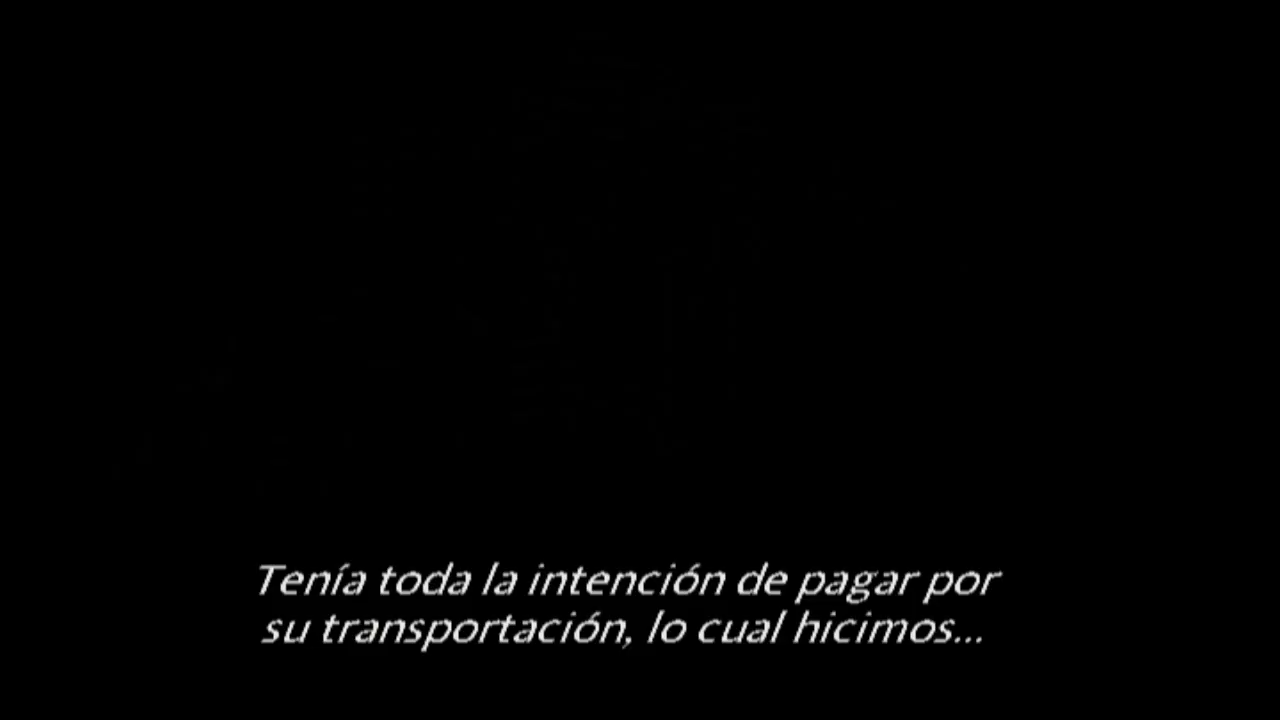 Tenía toda la intención de pagar por
su transportación, lo cual hicimos...